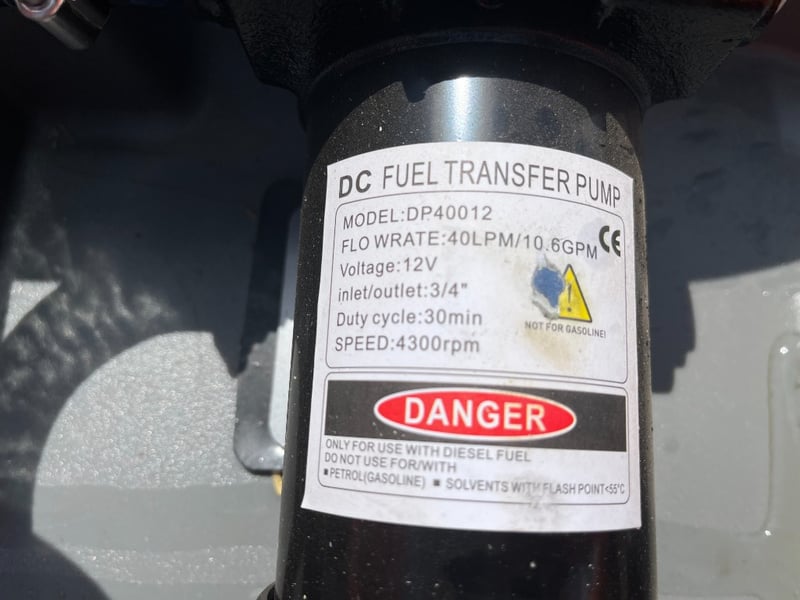 DC FUEL TRANSFER PUMP
MODEL:DP40012
FLO WRATE:40LPM/10.6GPM
CE
Voltage:12V
inlet/outlet:3/4"
Duty cycle:30min
NOT FOR GASOLINE!
SPEED:4300rpm
DANGER
ONLY FOR USE WITH DIESEL FUEL
DO NOT USE FOR/WITH
■ PETROL(GASOLINE) ■ SOLVENTS WITH FLASH POINT<55°C